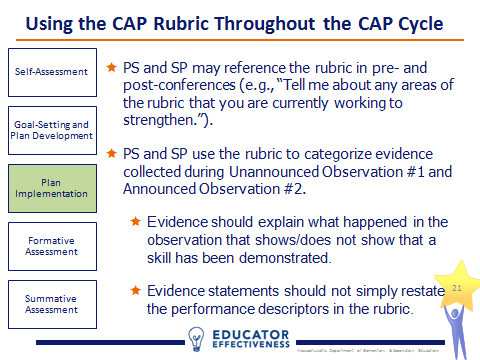 Using the CAP Rubric Throughout the CAP Cycle
Self-Assessment
Goal-Setting and
Plan Development
Plan
Implementation
Formative
Assessment
Summative
Assessment
PS and SP may reference the rubric in pre- and
post-conferences (e.g., “Tell me about any areas of
the rubric that you are currently working to
strengthen.”).
PS and SP use the rubric to categorize evidence
collected during Unannounced Observation #1 and
Announced Observation #2.
Evidence should explain what happened in the
observation that shows/does not show that a
skill has been demonstrated.
Evidence statements should not simply restate
the performance descriptors in the rubric.
21
EDUCATOR
EFFECTIVENESS
Massachusetts Department of Elementary & Secondary Education